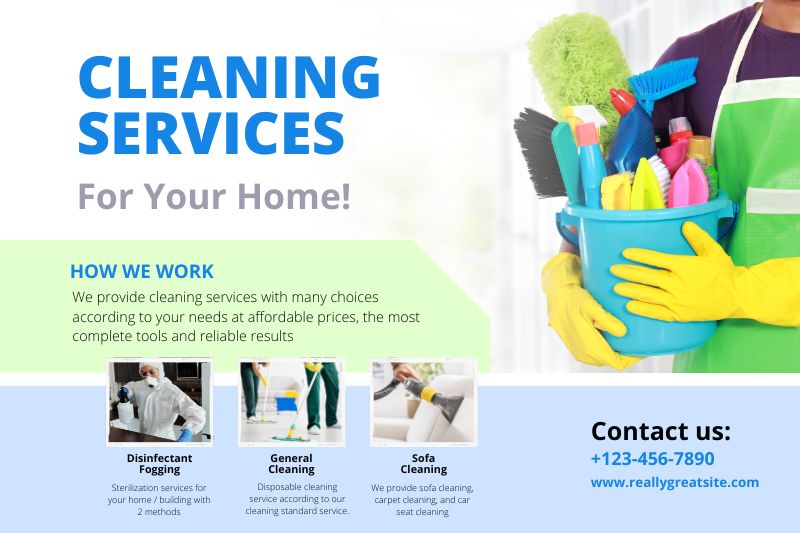 CLEANING
SERVICES
For Your Home!
HOW WE WORK
We provide cleaning services with many choices
according to your needs at affordable prices, the most
complete tools and reliable results
Disinfectant
Fogging
Sterilization services for
your home / building with
2 methods
General
Cleaning
Disposable cleaning
service according to our
cleaning standard service.
Sofa
Cleaning
We provide sofa cleaning,
carpet cleaning, and car
seat cleaning
Contact us:
+123-456-7890
www.reallygreatsite.com